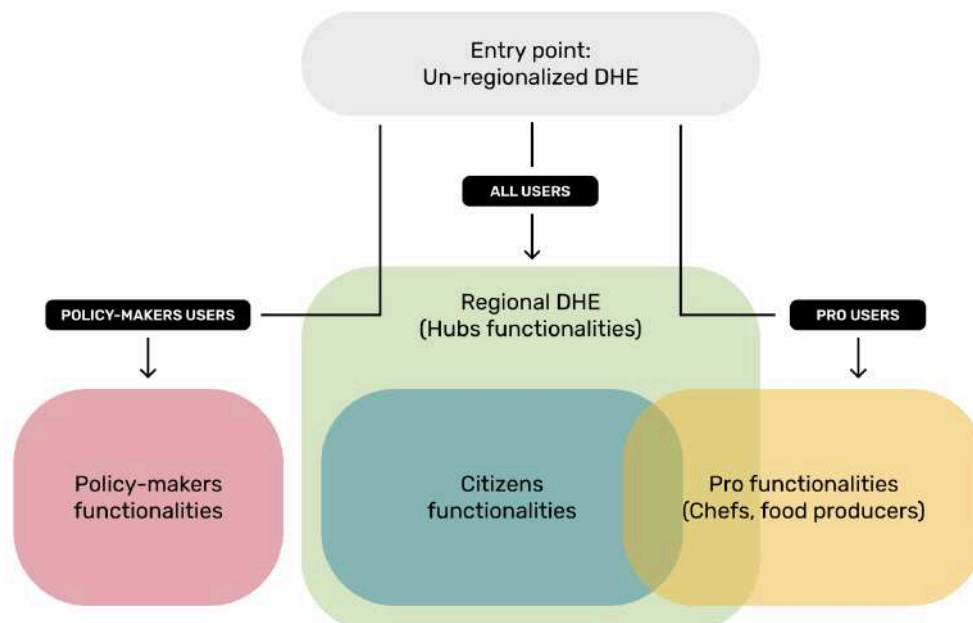 Entry point:
Un-regionalized DHE
ALL USERS
Regional DHE
(Hubs functionalities)
POLICY-MAKERS USERS
PRO USERS
Policy-makers
functionalities
Citizens
functionalities
Pro functionalities
(Chefs, food producers)